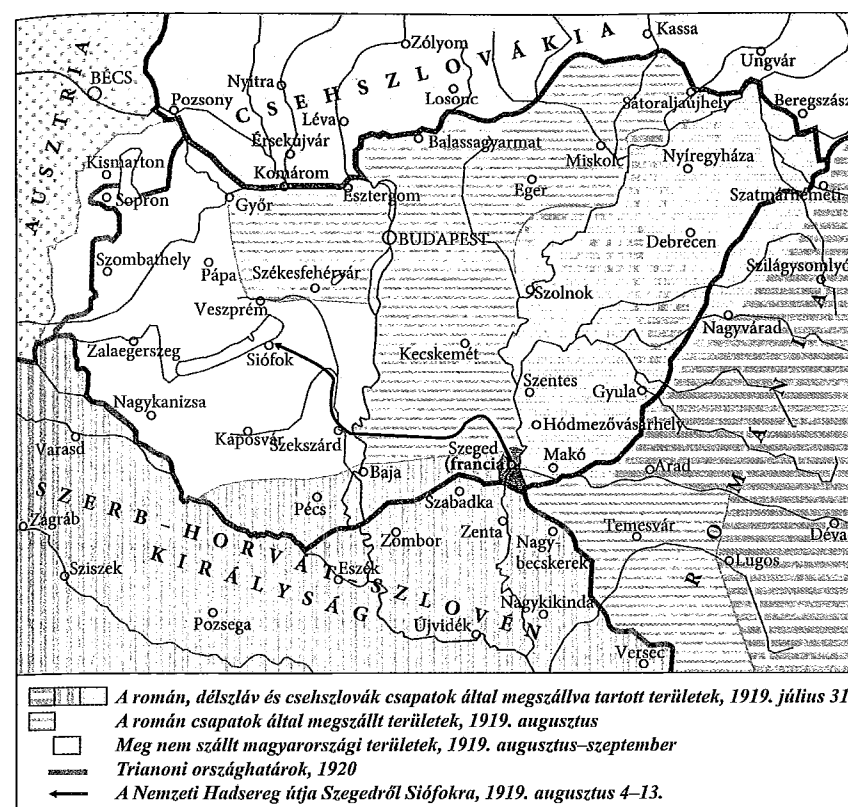 Kassa
Zólyom
CSEHSZLOVÁKIA
Ungvár
BÉCS
Nyitra
AUSZTRIA
Pozsony
Losonc
Sátoraljaújhely
Beregszász
Léva
Érsekújvár
Balassagyarmat
Miskolc
Nyíregyháza
Kismarton
Komárom
Eger
Sopron
Győr
Esztergom
Szatmárnémeti
BUDAPEST
Debrecen
Szombathely
Pápa
Székesfehérvár
Szilágysomlyó
Szolnok
Veszprém
Nagyvárad
Zalaegerszeg
Siófok
Kecskemét
Szentes
Gyula
Nagykanizsa
Hódmezővásárhely
Kaposvár
Szekszárd
Varasd
Szeged
(francia)
Makó
Arad
Baja
ROMÁNIA
Szabadka
Pécs
SZERB-HORVÁT-SZLOVÉN
KIRÁLYSÁG
Zágráb
Zombor
Zenta
Temesvár
Déva
Nagy-
becskerek
Lugos
Sziszek
Eszék
Nagykikinda
Pozsega
Újvidék
Versec
A román, délszláv és csehszlovák csapatok által megszállva tartott területek, 1919. július 31
A román csapatok által megszállt területek, 1919. augusztus
Meg nem szállt magyarországi területek, 1919. augusztus–szeptember
Trianoni országhatárok, 1920
A Nemzeti Hadsereg útja Szegedről Siófokra, 1919. augusztus 4–13.